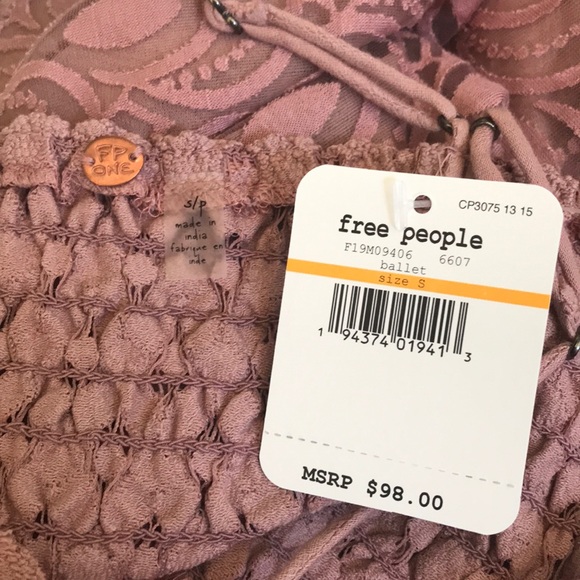 FP
ONE
s/p
made in
india
fabriqué en
inde
CP3075 13 15
free people
F19M09406 6607
ballet
size S
1 94374 01941 3
MSRP $98.00